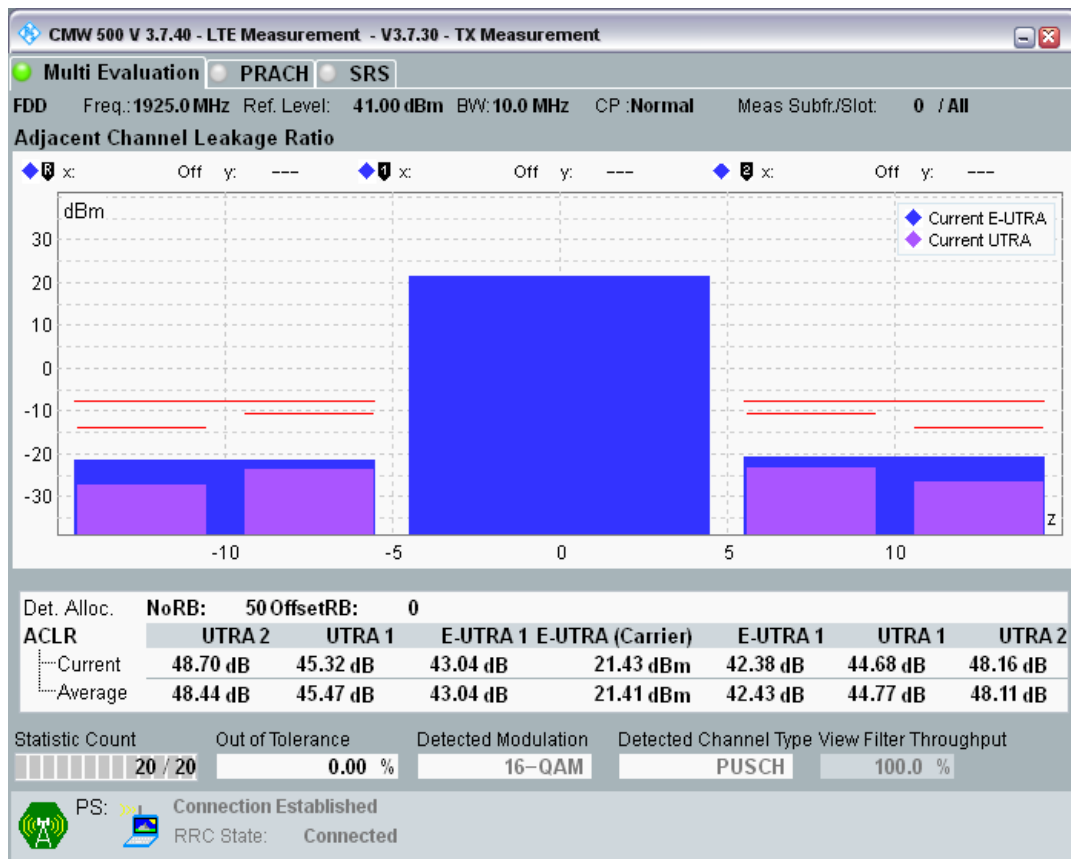 CMW 500 V 3.7.40 - LTE Measurement - V3.7.30 - TX Measurement
Multi Evaluation PRACH SRS
FDD Freq.:1925.0 MHz Ref. Level: 41.00 dBm BW:10.0 MHz CP :Normal Meas Subfr./Slot: 0 / All
Adjacent Channel Leakage Ratio
R x: Off y: --- 1 x: Off y: --- 2 x: Off y: ---
dBm
Current E-UTRA
Current UTRA
30
20
10
0
-10
-20
-30
z
-10 -5 0 5 10
Det. Alloc. NoRB: 50 OffsetRB: 0
ACLR UTRA 2 UTRA 1 E-UTRA 1 E-UTRA (Carrier) E-UTRA 1 UTRA 1 UTRA 2
Current 48.70 dB 45.32 dB 43.04 dB 21.43 dBm 42.38 dB 44.68 dB 48.16 dB
Average 48.44 dB 45.47 dB 43.04 dB 21.41 dBm 42.43 dB 44.77 dB 48.11 dB
Statistic Count Out of Tolerance Detected Modulation Detected Channel Type View Filter Throughput
20 / 20 0.00 % 16-QAM PUSCH 100.0 %
PS: Connection Established
RRC State: Connected